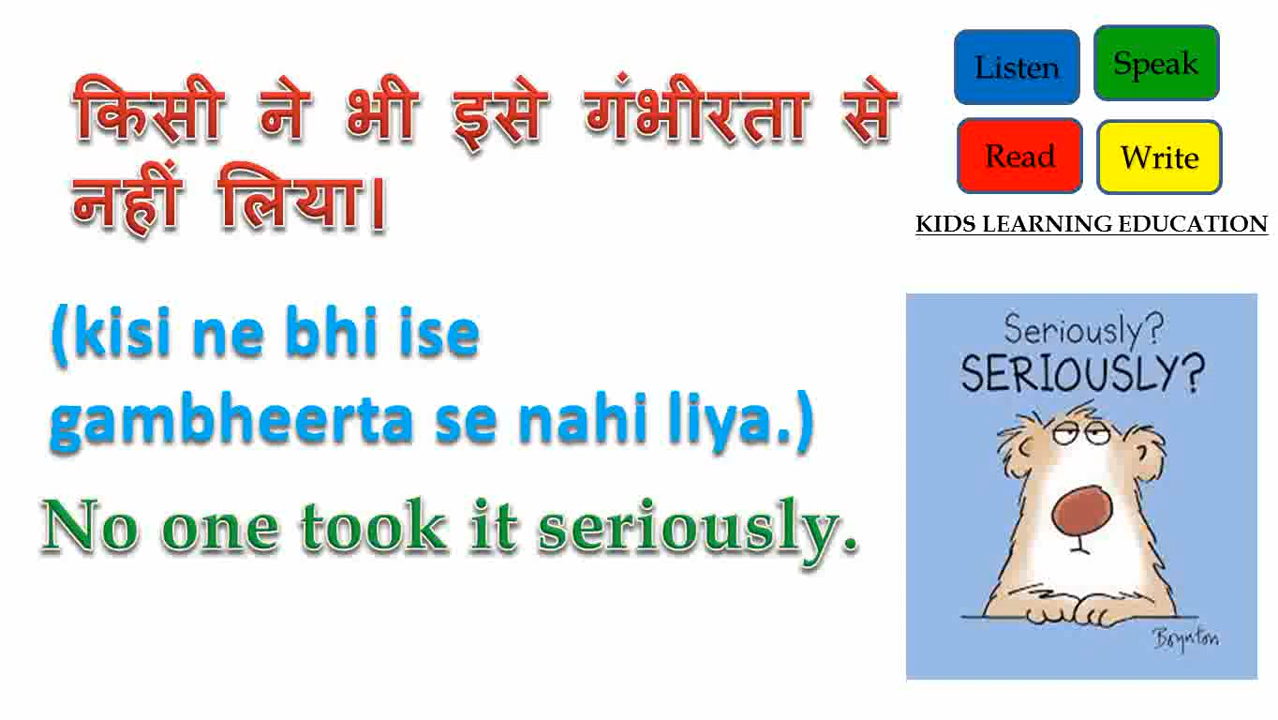 किसी ने भी इसे गंभीरता से
नहीं लिया।
(kisi ne bhi ise
gambheerta se nahi liya.)
No one took it seriously.
Listen
Speak
Read
Write
KIDS LEARNING EDUCATION
Seriously?
SERIOUSLY?
Boynton